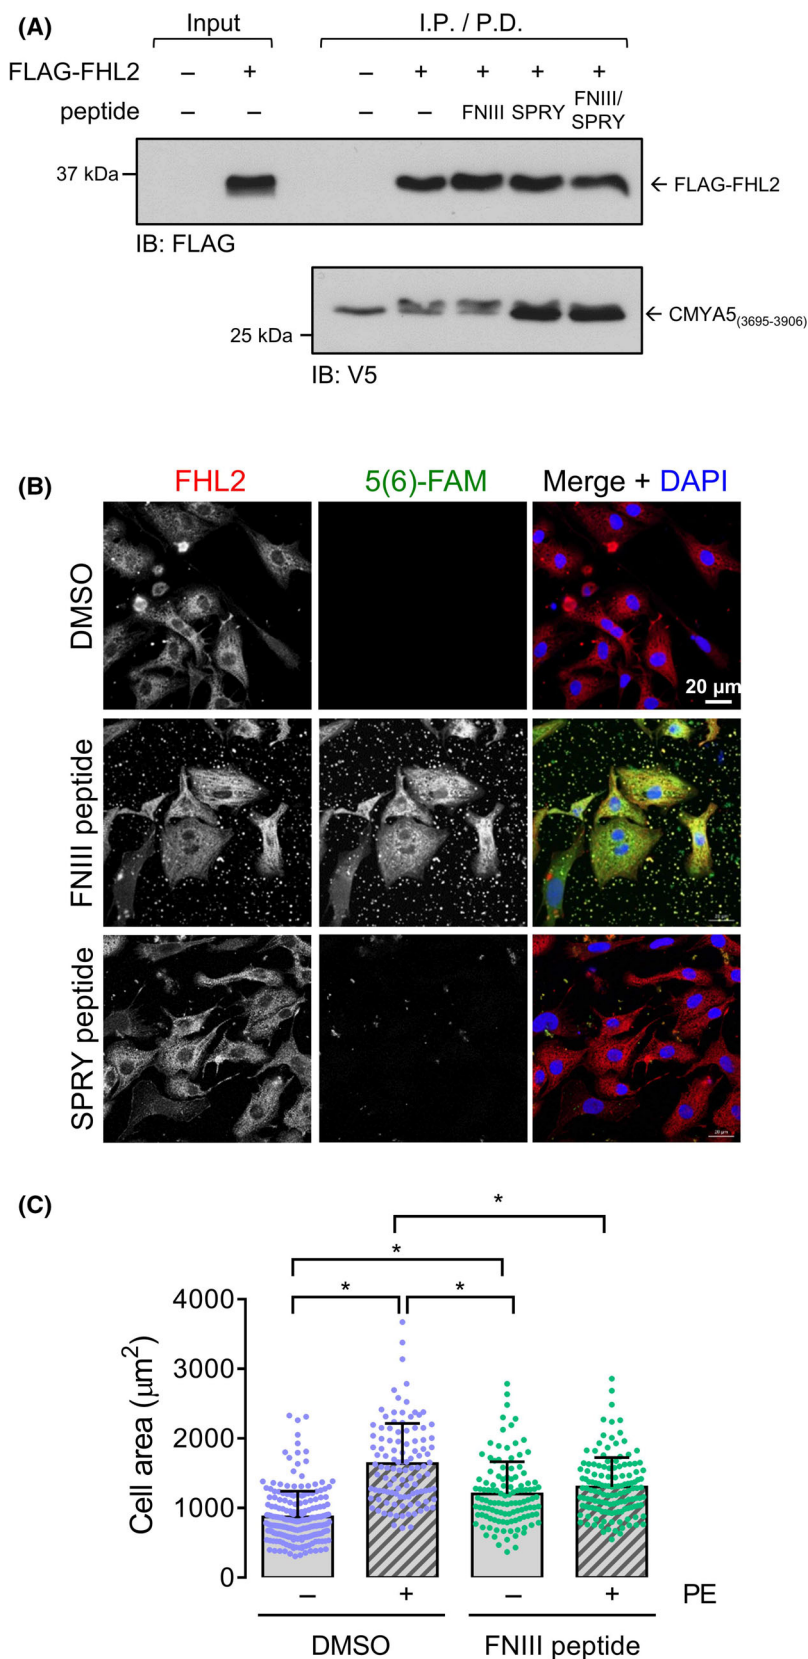 (A)
Input I.P. / P.D.
FLAG-FHL2 – + – + + + +
peptide – – – – FNIII SPRY FNIII/
SPRY
37 kDa
← FLAG-FHL2
IB: FLAG
← CMYA5(3695-3906)
25 kDa
IB: V5
(B)
FHL2 5(6)-FAM Merge + DAPI
DMSO
20 µm
FNIII peptide
SPRY peptide
20 µm
(C)
*
*
* *
Cell area (µm2)
4000
3000
2000
1000
0
– + – + PE
DMSO FNIII peptide